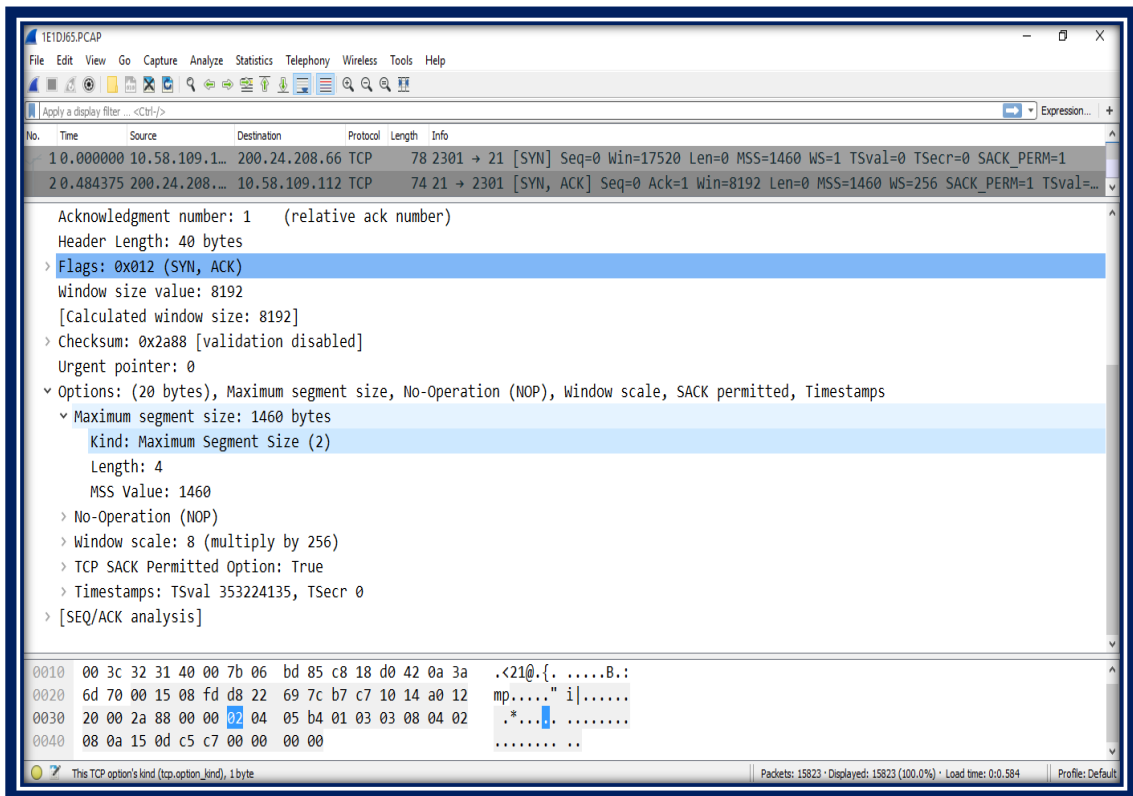 1E1DJ65.PCAP
File Edit View Go Capture Analyze Statistics Telephony Wireless Tools Help
Apply a display filter ... <Ctrl-/> Expression... +
No. Time Source Destination Protocol Length Info
1 0.000000 10.58.109.1… 200.24.208.66 TCP 78 2301 → 21 [SYN] Seq=0 Win=17520 Len=0 MSS=1460 WS=1 TSval=0 TSecr=0 SACK_PERM=1
2 0.484375 200.24.208.… 10.58.109.112 TCP 74 21 → 2301 [SYN, ACK] Seq=0 Ack=1 Win=8192 Len=0 MSS=1460 WS=256 SACK_PERM=1 TSval=…
Acknowledgment number: 1 (relative ack number)
Header Length: 40 bytes
Flags: 0x012 (SYN, ACK)
Window size value: 8192
[Calculated window size: 8192]
Checksum: 0x2a88 [validation disabled]
Urgent pointer: 0
Options: (20 bytes), Maximum segment size, No-Operation (NOP), Window scale, SACK permitted, Timestamps
Maximum segment size: 1460 bytes
Kind: Maximum Segment Size (2)
Length: 4
MSS Value: 1460
No-Operation (NOP)
Window scale: 8 (multiply by 256)
TCP SACK Permitted Option: True
Timestamps: TSval 353224135, TSecr 0
[SEQ/ACK analysis]
0010 00 3c 32 31 40 00 7b 06 bd 85 c8 18 d0 42 0a 3a .<21@.{. .....B.:
0020 6d 70 00 15 08 fd d8 22 69 7c b7 c7 10 14 a0 12 mp....." i|......
0030 20 00 2a 88 00 00 02 04 05 b4 01 03 03 08 04 02 .*..... ........
0040 08 0a 15 0d c5 c7 00 00 00 00 ........ ..
This TCP option's kind (tcp.option_kind), 1 byte Packets: 15823 · Displayed: 15823 (100.0%) · Load time: 0:0.584 Profile: Default